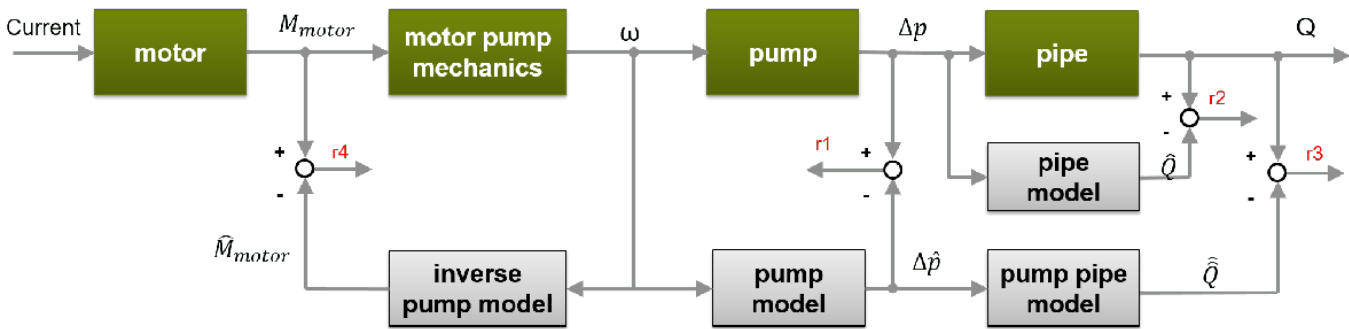 Current
motor
M_motor
motor pump
mechanics
ω
pump
Δp
pipe
Q
+
-
r4
r1
+
-
+
-
r2
+
-
r3
pipe
model
Q̂
M̂_motor
inverse
pump model
pump
model
Δp̂
pump pipe
model
Q̂̂